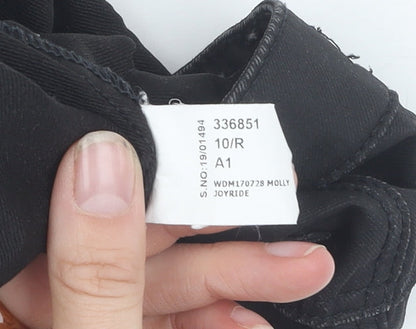 336851
10/R
A1
WDM170728 MOLLY
JOYRIDE
S.NO:19/01494